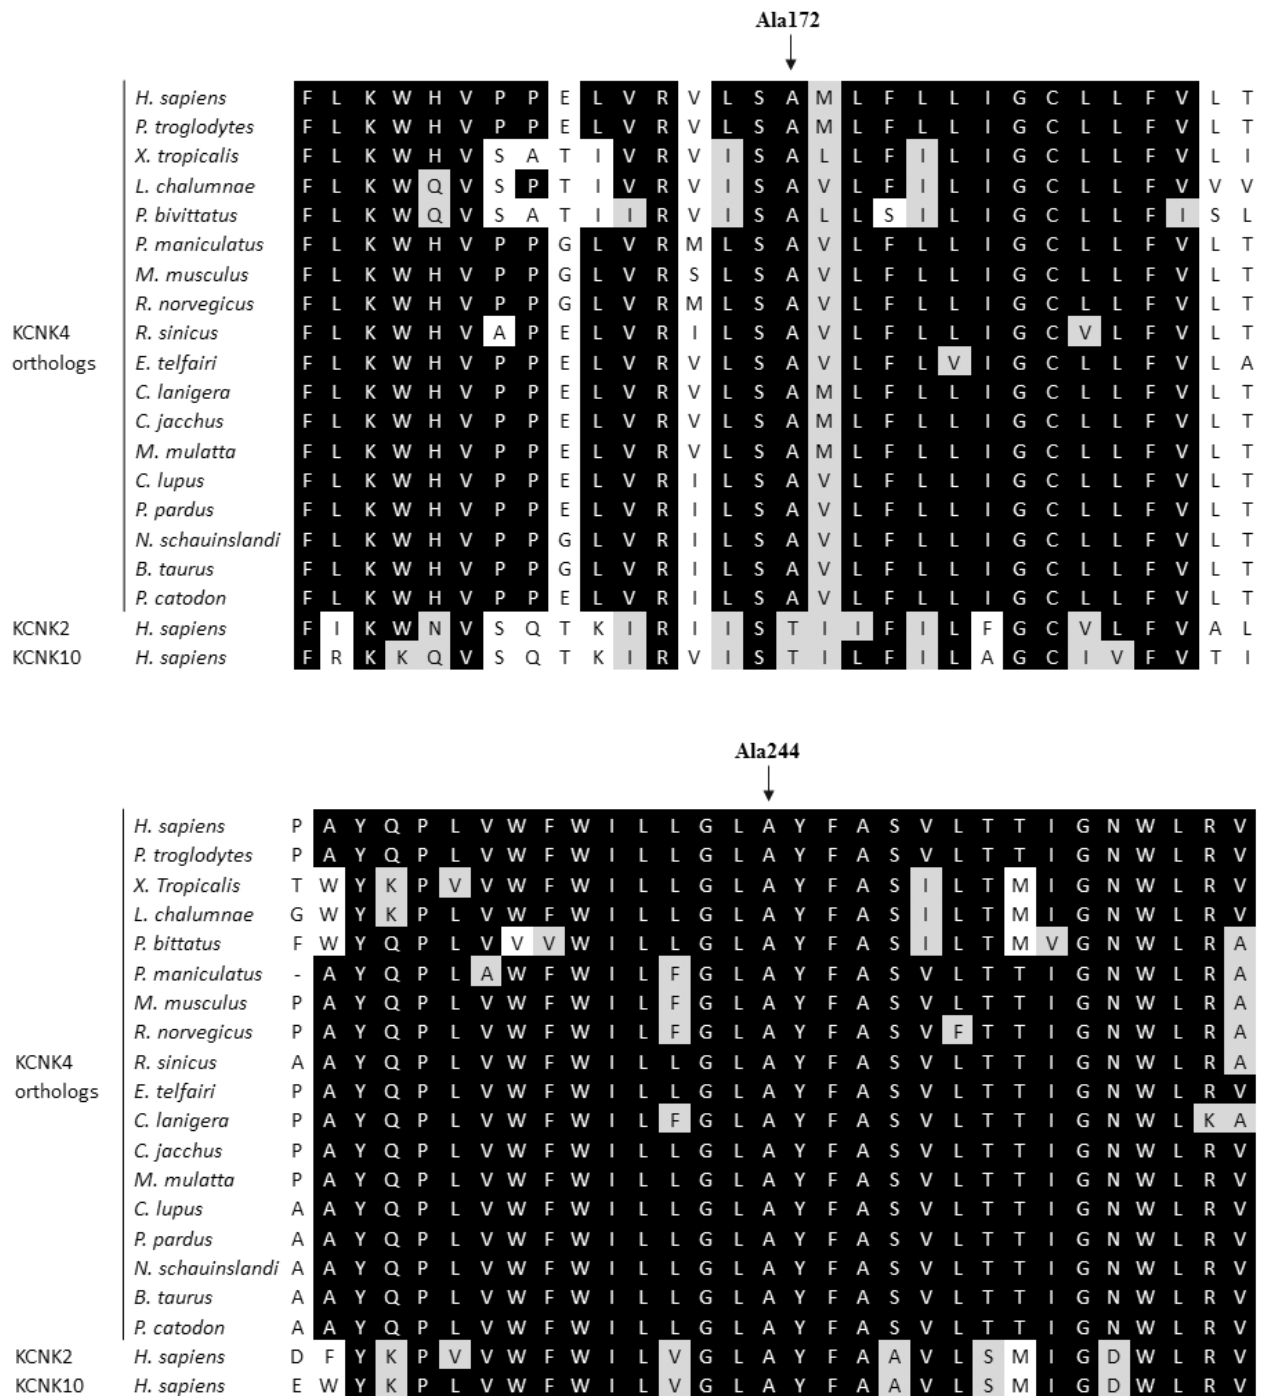 Ala172
H. sapiens F L K W H V P P E L V R V L S A M L F L L I G C L L F V L T
P. troglodytes F L K W H V P P E L V R V L S A M L F L L I G C L L F V L T
X. tropicalis F L K W H V S A T I V R V I S A L L F I L I G C L L F V L I
L. chalumnae F L K W Q V S P T I V R V I S A V L F I L I G C L L F V V V
P. bivittatus F L K W Q V S A T I I R V I S A L L S I L I G C L L F I S L
P. maniculatus F L K W H V P P G L V R M L S A V L F L L I G C L L F V L T
M. musculus F L K W H V P P G L V R S L S A V L F L L I G C L L F V L T
R. norvegicus F L K W H V P P G L V R M L S A V L F L L I G C L L F V L T
KCNK4 R. sinicus F L K W H V A P E L V R I L S A V L F L L I G C V L F V L T
orthologs E. telfairi F L K W H V P P E L V R V L S A V L F L V I G C L L F V L A
C. lanigera F L K W H V P P E L V R V L S A M L F L L I G C L L F V L T
C. jacchus F L K W H V P P E L V R V L S A M L F L L I G C L L F V L T
M. mulatta F L K W H V P P E L V R V L S A M L F L L I G C L L F V L T
C. lupus F L K W H V P P E L V R I L S A V L F L L I G C L L F V L T
P. pardus F L K W H V P P E L V R I L S A V L F L L I G C L L F V L T
N. schauinslandi F L K W H V P P G L V R I L S A V L F L L I G C L L F V L T
B. taurus F L K W H V P P G L V R I L S A V L F L L I G C L L F V L T
P. catodon F L K W H V P P E L V R I L S A V L F L L I G C L L F V L T
KCNK2 H. sapiens F I K W N V S Q T K I R I I S T I I F I L F G C V L F V A L
KCNK10 H. sapiens F R K K Q V S Q T K I R V I S T I L F I L A G C I V F V T I
Ala244
H. sapiens P A Y Q P L V W F W I L L G L A Y F A S V L T T I G N W L R V
P. troglodytes P A Y Q P L V W F W I L L G L A Y F A S V L T T I G N W L R V
X. Tropicalis T W Y K P V V W F W I L L G L A Y F A S I L T M I G N W L R V
L. chalumnae G W Y K P L V W F W I L L G L A Y F A S I L T M I G N W L R V
P. bittatus F W Y Q P L V V V W I L L G L A Y F A S I L T M V G N W L R A
P. maniculatus - A Y Q P L A W F W I L F G L A Y F A S V L T T I G N W L R A
M. musculus P A Y Q P L V W F W I L F G L A Y F A S V L T T I G N W L R A
R. norvegicus P A Y Q P L V W F W I L F G L A Y F A S V F T T I G N W L R A
KCNK4 R. sinicus A A Y Q P L V W F W I L L G L A Y F A S V L T T I G N W L R A
orthologs E. telfairi P A Y Q P L V W F W I L L G L A Y F A S V L T T I G N W L R V
C. lanigera P A Y Q P L V W F W I L F G L A Y F A S V L T T I G N W L K A
C. jacchus P A Y Q P L V W F W I L L G L A Y F A S V L T T I G N W L R V
M. mulatta P A Y Q P L V W F W I L L G L A Y F A S V L T T I G N W L R V
C. lupus A A Y Q P L V W F W I L L G L A Y F A S V L T T I G N W L R V
P. pardus A A Y Q P L V W F W I L L G L A Y F A S V L T T I G N W L R V
N. schauinslandi A A Y Q P L V W F W I L L G L A Y F A S V L T T I G N W L R V
B. taurus A A Y Q P L V W F W I L L G L A Y F A S V L T T I G N W L R V
P. catodon A A Y Q P L V W F W I L L G L A Y F A S V L T T I G N W L R V
KCNK2 H. sapiens D F Y K P V V W F W I L V G L A Y F A A V L S M I G D W L R V
KCNK10 H. sapiens E W Y K P L V W F W I L V G L A Y F A A V L S M I G D W L R V